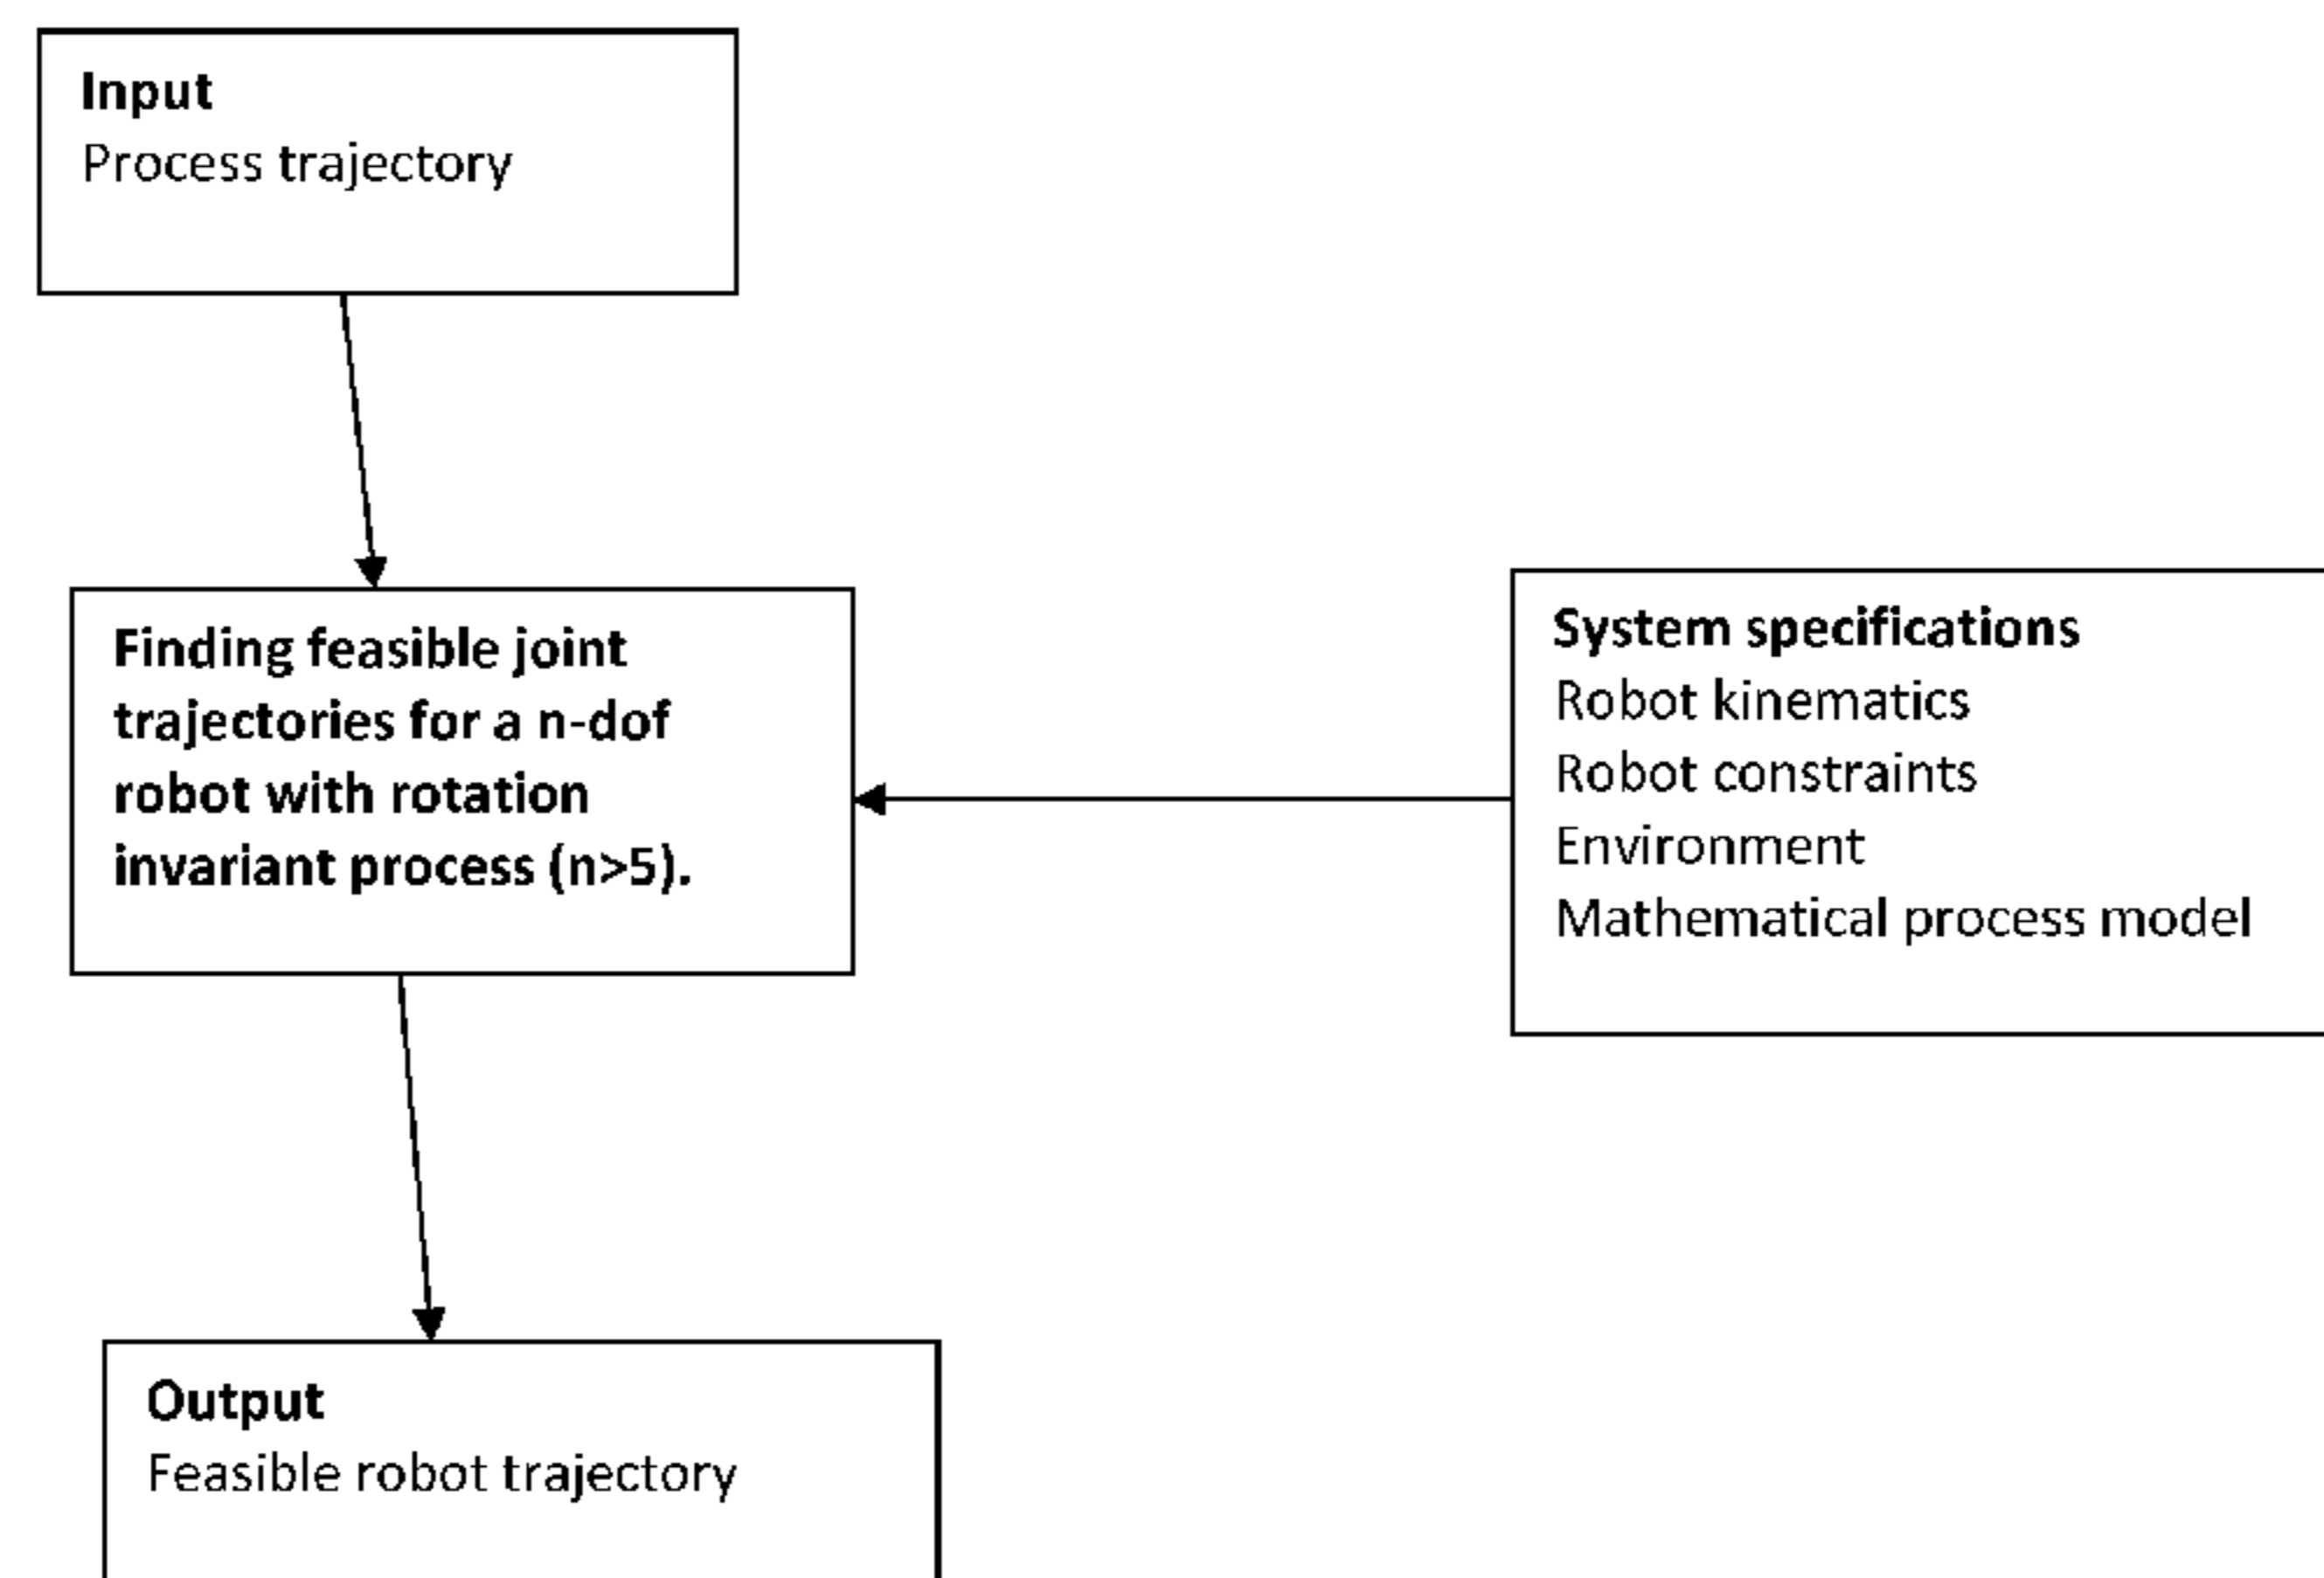 Input
Process trajectory
Finding feasible joint
trajectories for a n-dof
robot with rotation
invariant process (n>5).
System specifications
Robot kinematics
Robot constraints
Environment
Mathematical process model
Output
Feasible robot trajectory